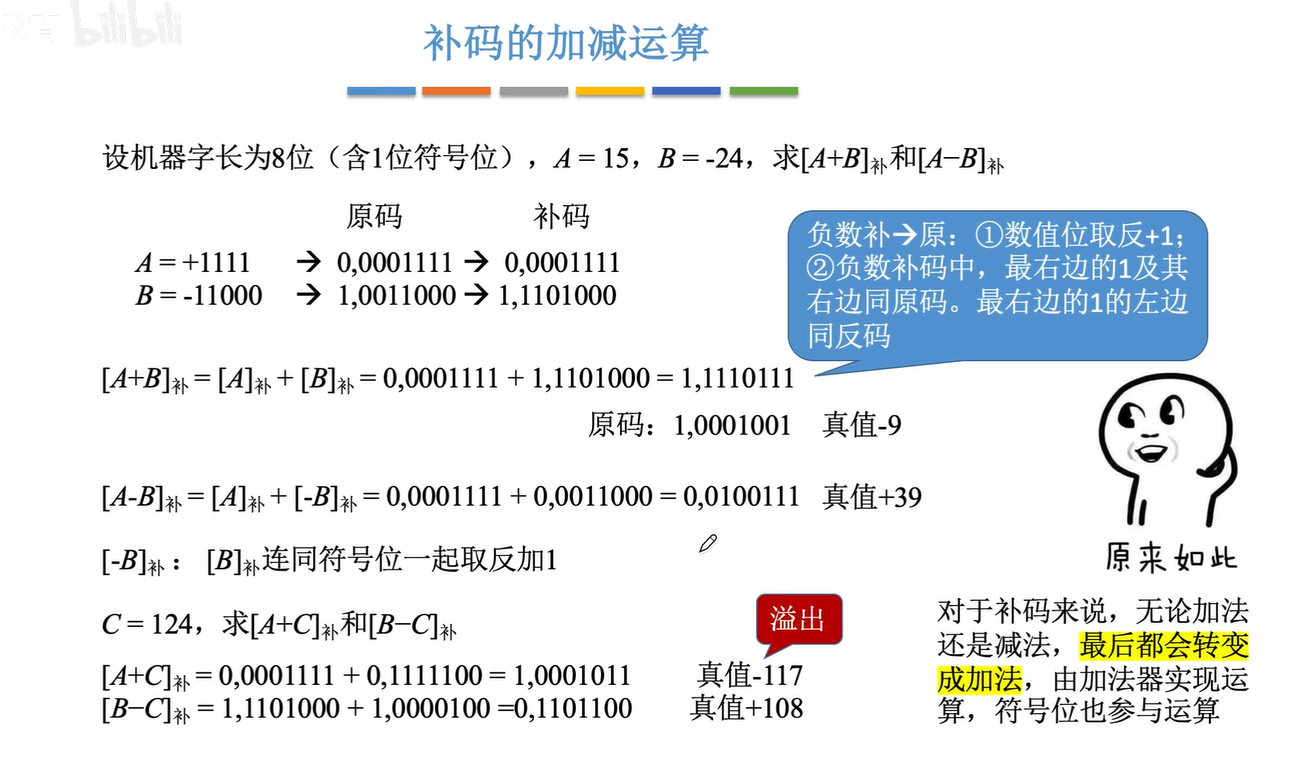 教育 bilibili
补码的加减运算
设机器字长为8位（含1位符号位），A = 15，B = -24，求[A+B]补和[A−B]补
原码 补码
A = +1111 → 0,0001111 → 0,0001111
B = -11000 → 1,0011000 → 1,1101000
负数补→原：①数值位取反+1；
②负数补码中，最右边的1及其
右边同原码。最右边的1的左边
同反码
[A+B]补 = [A]补 + [B]补 = 0,0001111 + 1,1101000 = 1,1110111
原码：1,0001001 真值-9
[A-B]补 = [A]补 + [-B]补 = 0,0001111 + 0,0011000 = 0,0100111 真值+39
[-B]补： [B]补连同符号位一起取反加1
原来如此
C = 124，求[A+C]补和[B−C]补
溢出
[A+C]补 = 0,0001111 + 0,1111100 = 1,0001011 真值-117
[B−C]补 = 1,1101000 + 1,0000100 =0,1101100 真值+108
对于补码来说，无论加法
还是减法，最后都会转变
成加法，由加法器实现运
算，符号位也参与运算